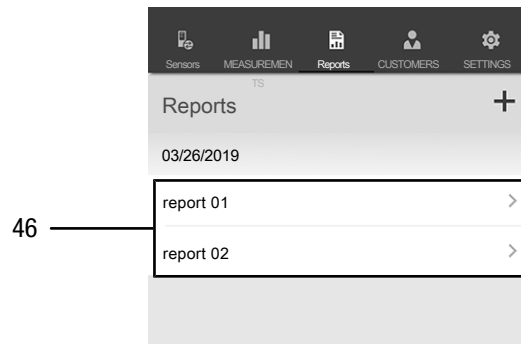 Sensors MEASUREMEN Reports CUSTOMERS SETTINGS
TS
Reports +
03/26/2019
46
report 01 >
report 02 >